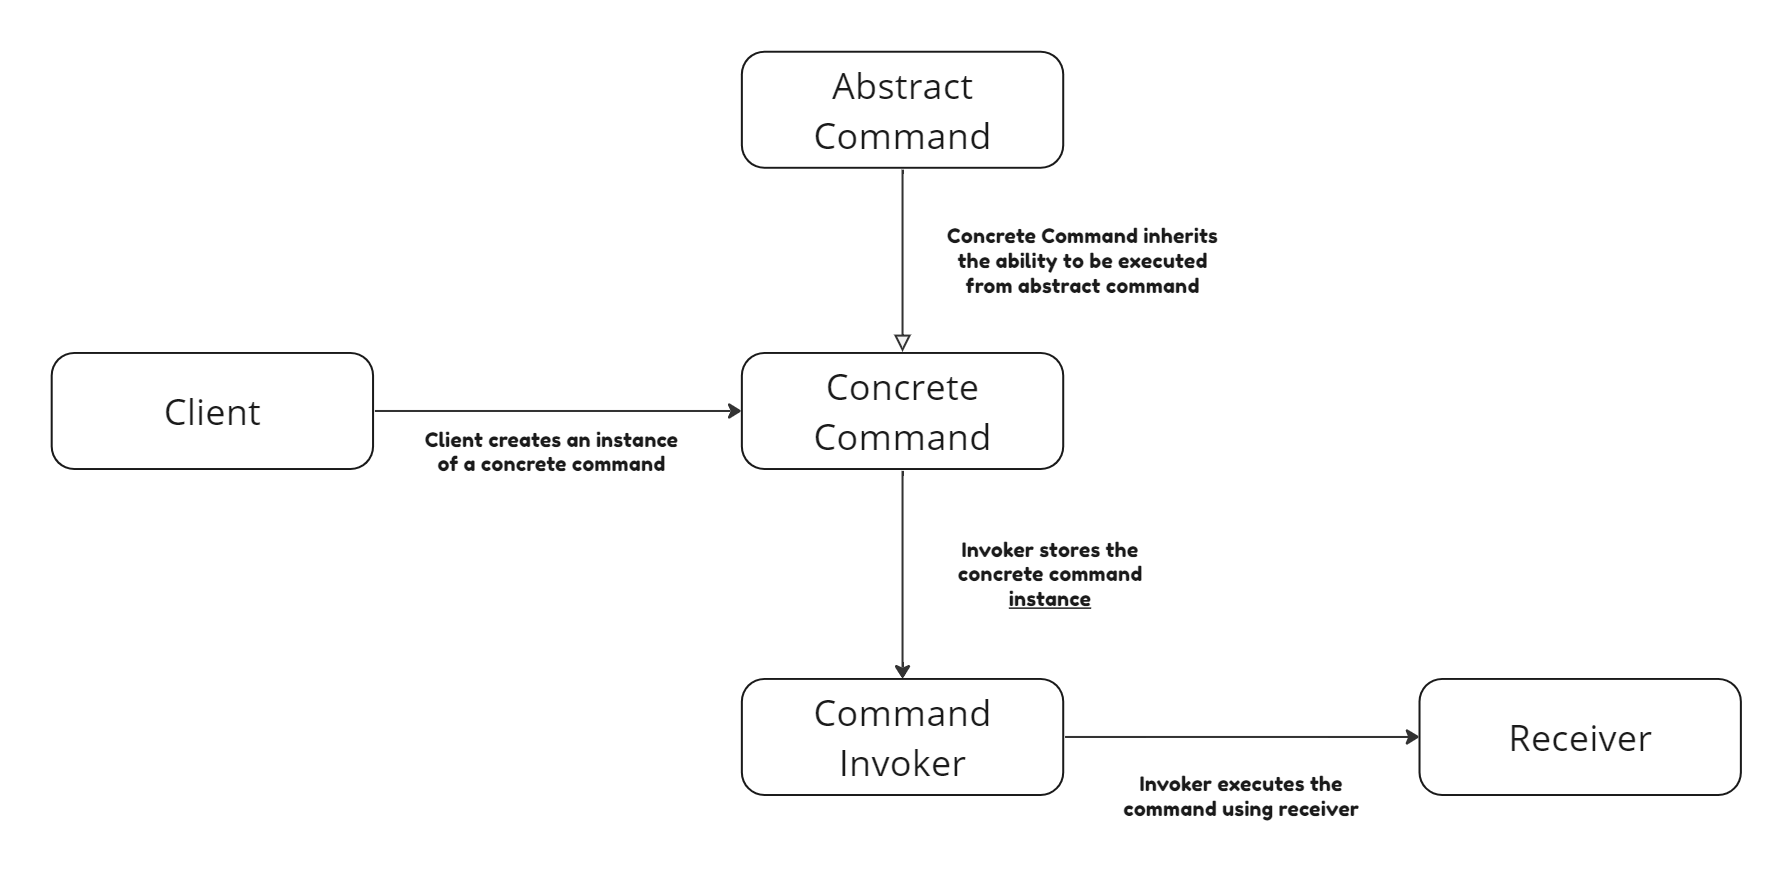 Abstract
Command
Concrete Command inherits
the ability to be executed
from abstract command
Client
Client creates an instance
of a concrete command
Concrete
Command
Invoker stores the
concrete command
instance
Command
Invoker
Invoker executes the
command using receiver
Receiver